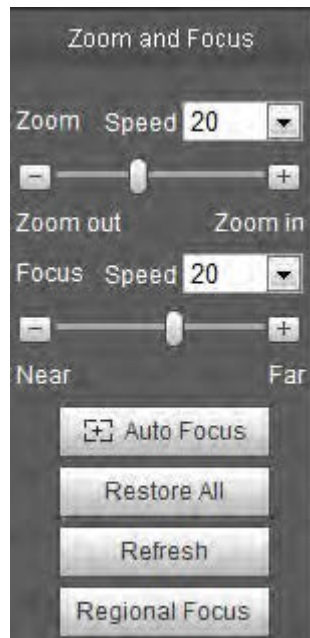 Zoom and Focus
Zoom Speed 20
Zoom out Zoom in
Focus Speed 20
Near Far
Auto Focus
Restore All
Refresh
Regional Focus